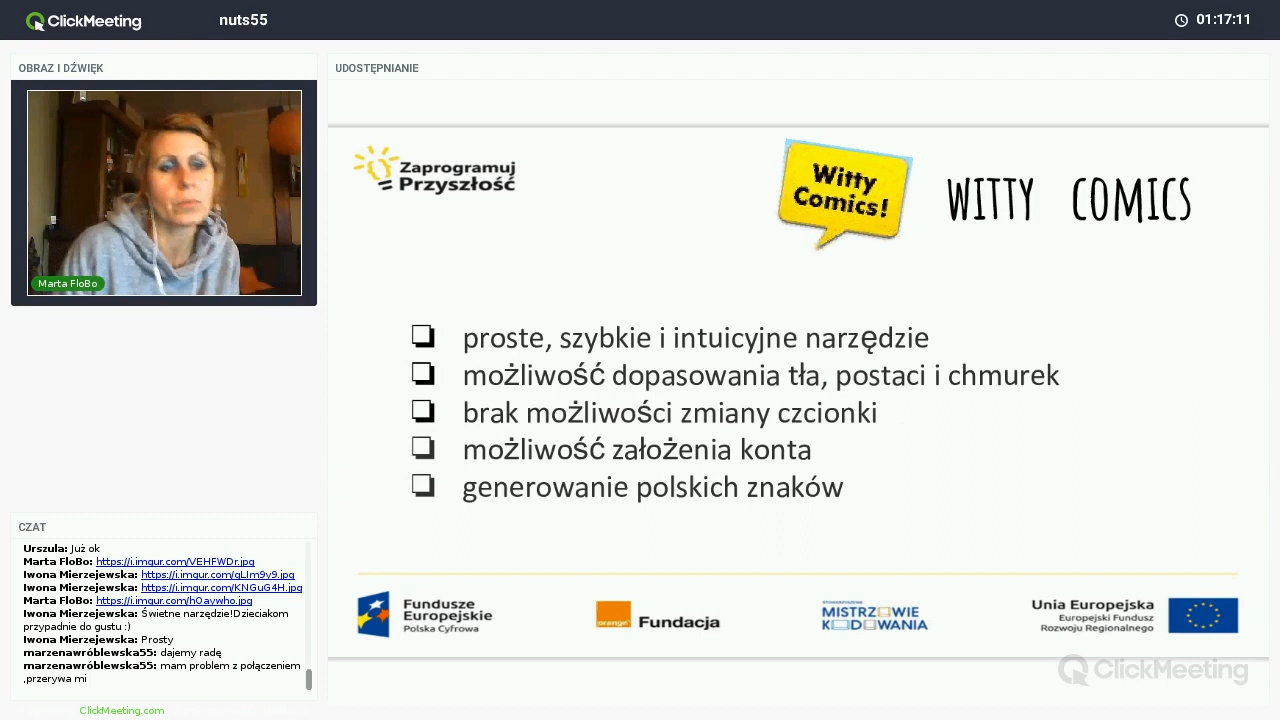 ClickMeeting
nuts55
01:17:11
OBRAZ I DŹWIĘK
Marta FloBo
UDOSTĘPNIANIE
Zaprogramuj
Przyszłość
Witty
Comics!
WITTY COMICS
proste, szybkie i intuicyjne narzędzie
możliwość dopasowania tła, postaci i chmurek
brak możliwości zmiany czcionki
możliwość założenia konta
generowanie polskich znaków
Fundusze
Europejskie
Polska Cyfrowa
orange
Fundacja
STOWARZYSZENIE
MISTRZOWIE
KODOWANIA
Unia Europejska
Europejski Fundusz
Rozwoju Regionalnego
ClickMeeting
CZAT
Urszula: Już ok
Marta FloBo: https://i.imgur.com/VEHFWDr.jpg
Iwona Mierzejewska: https://i.imgur.com/qLIm9y9.jpg
Iwona Mierzejewska: https://i.imgur.com/KNGuG4H.jpg
Marta FloBo: https://i.imgur.com/hOaywho.jpg
Iwona Mierzejewska: Świetne narzędzie!Dzieciakom
przypadnie do gustu :)
Iwona Mierzejewska: Prosty
marzenawróblewska55: dajemy radę
marzenawróblewska55: mam problem z połączeniem
,przerywa mi
ClickMeeting.com